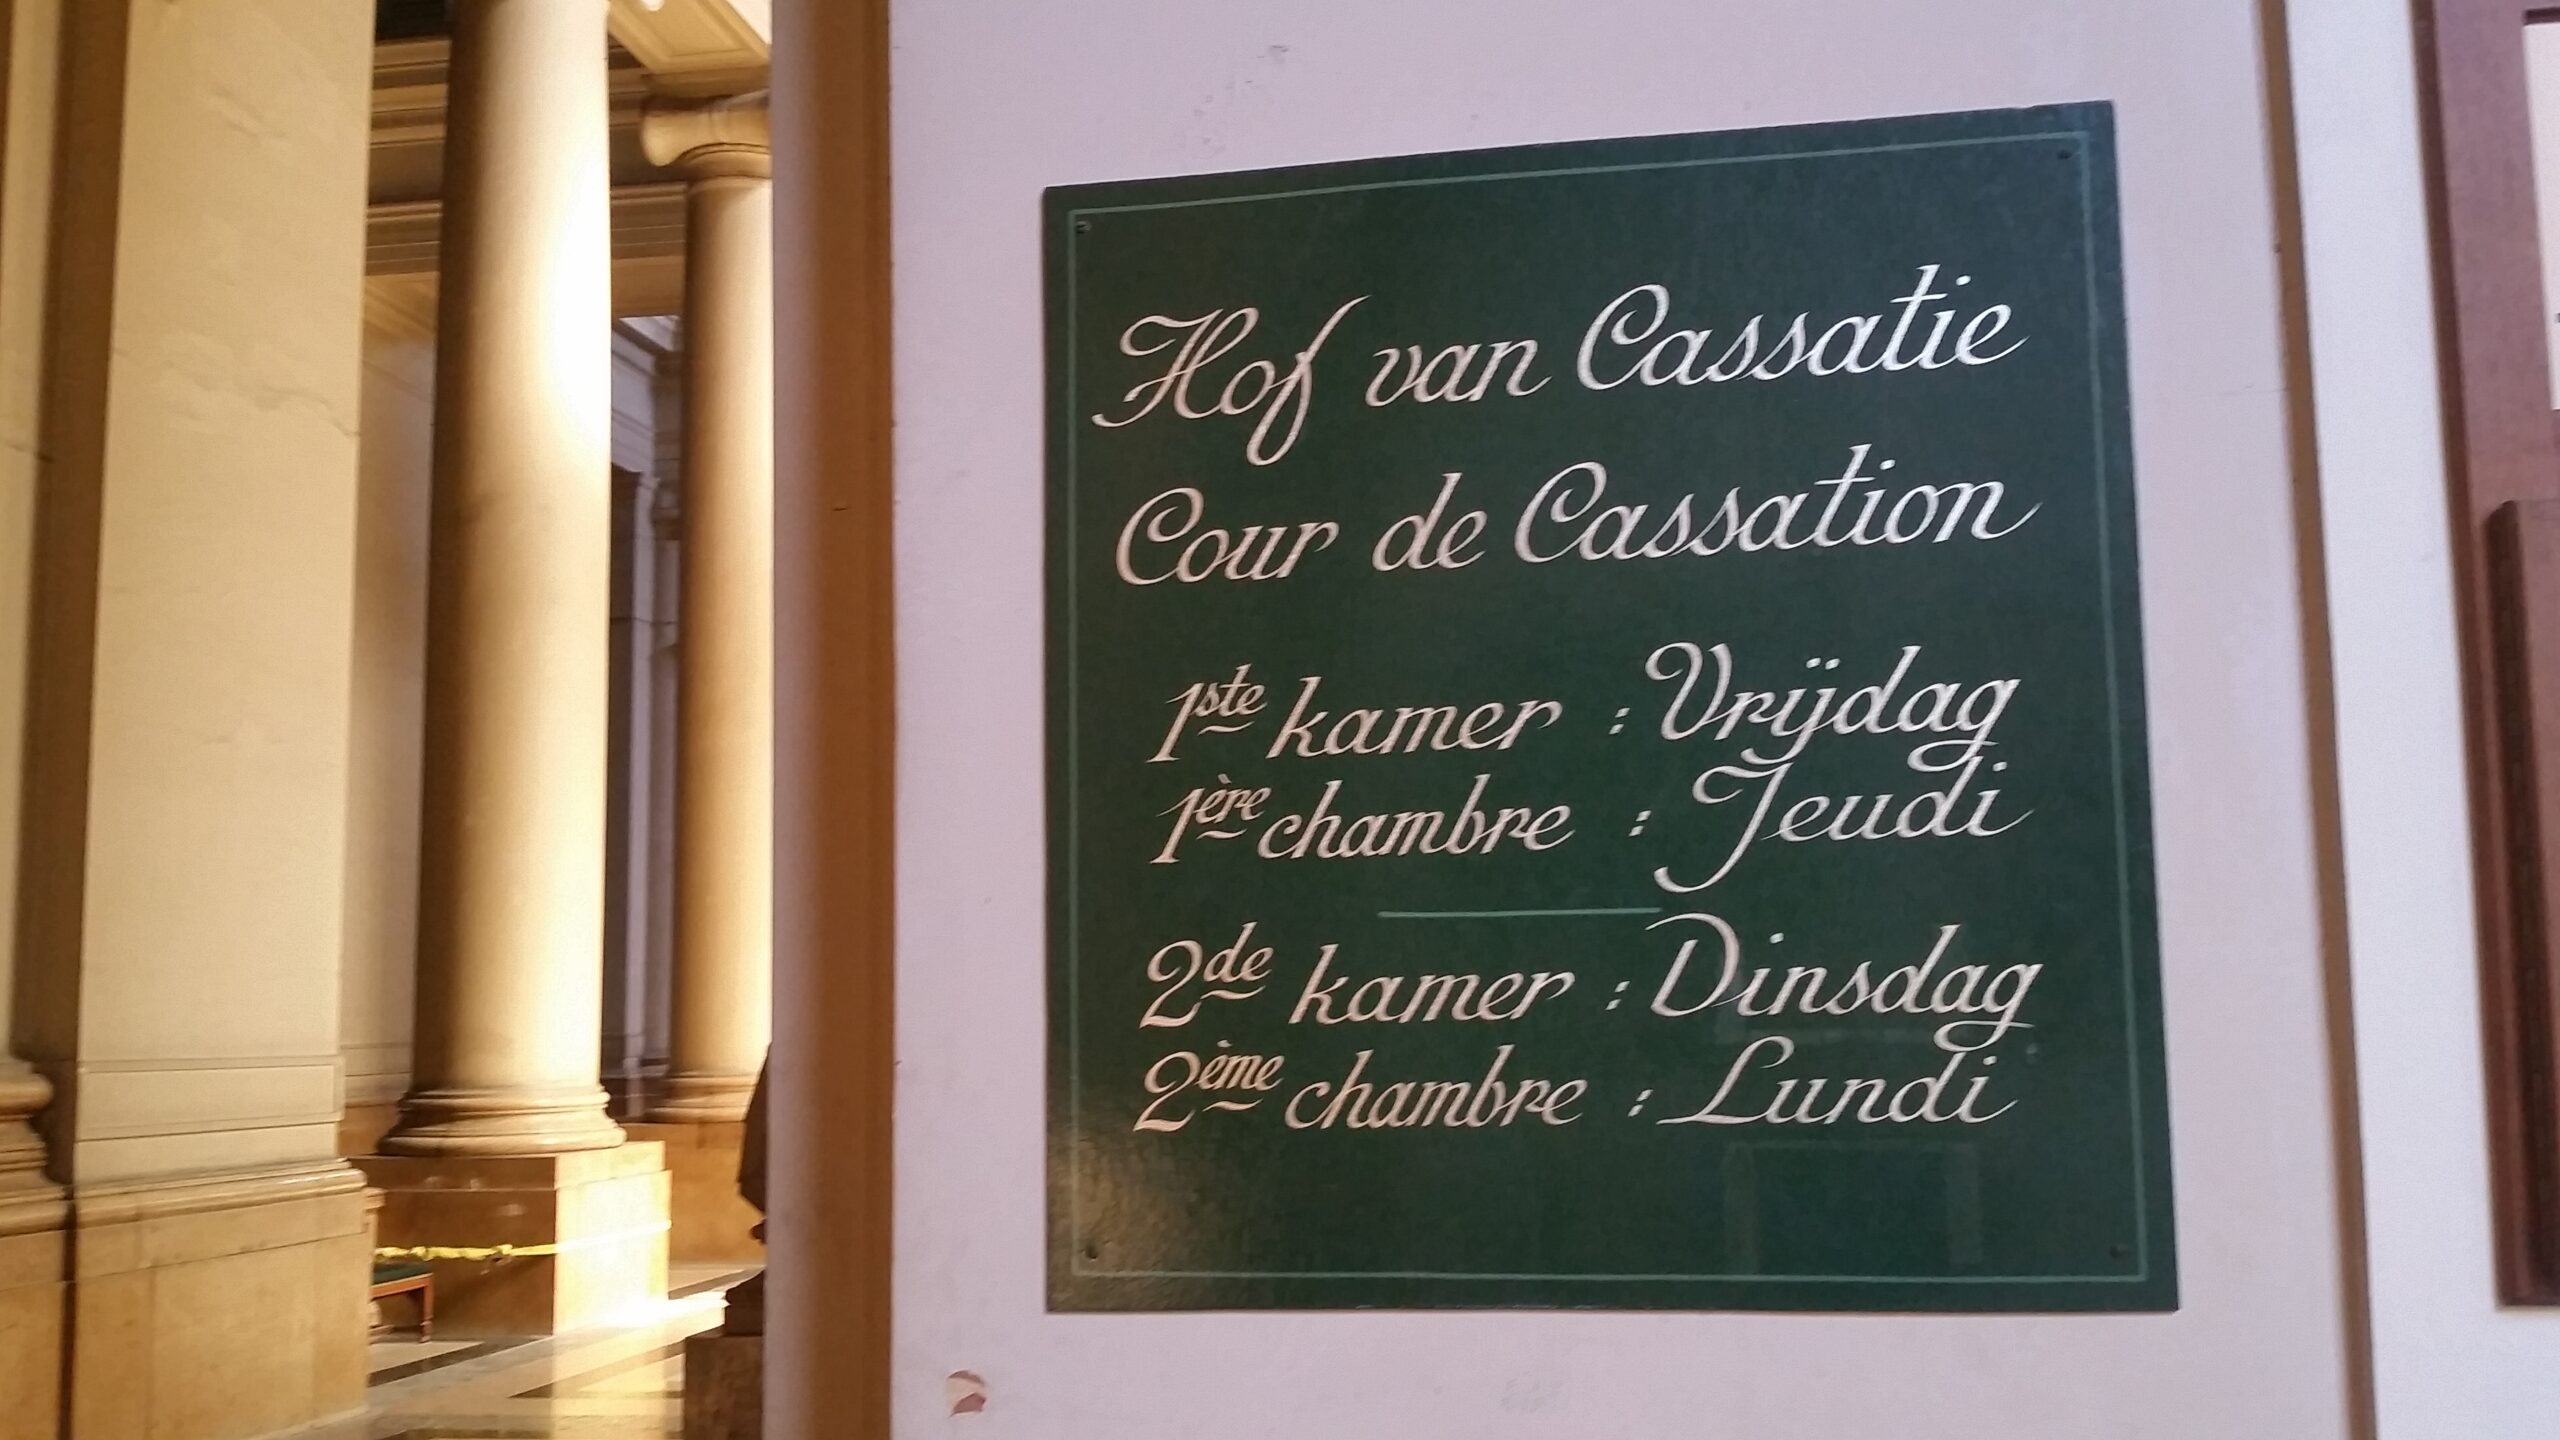 Hof van Cassatie
Cour de Cassation
1ste kamer : Vrijdag
1ère chambre : Jeudi
2de kamer : Dinsdag
2ème chambre : Lundi